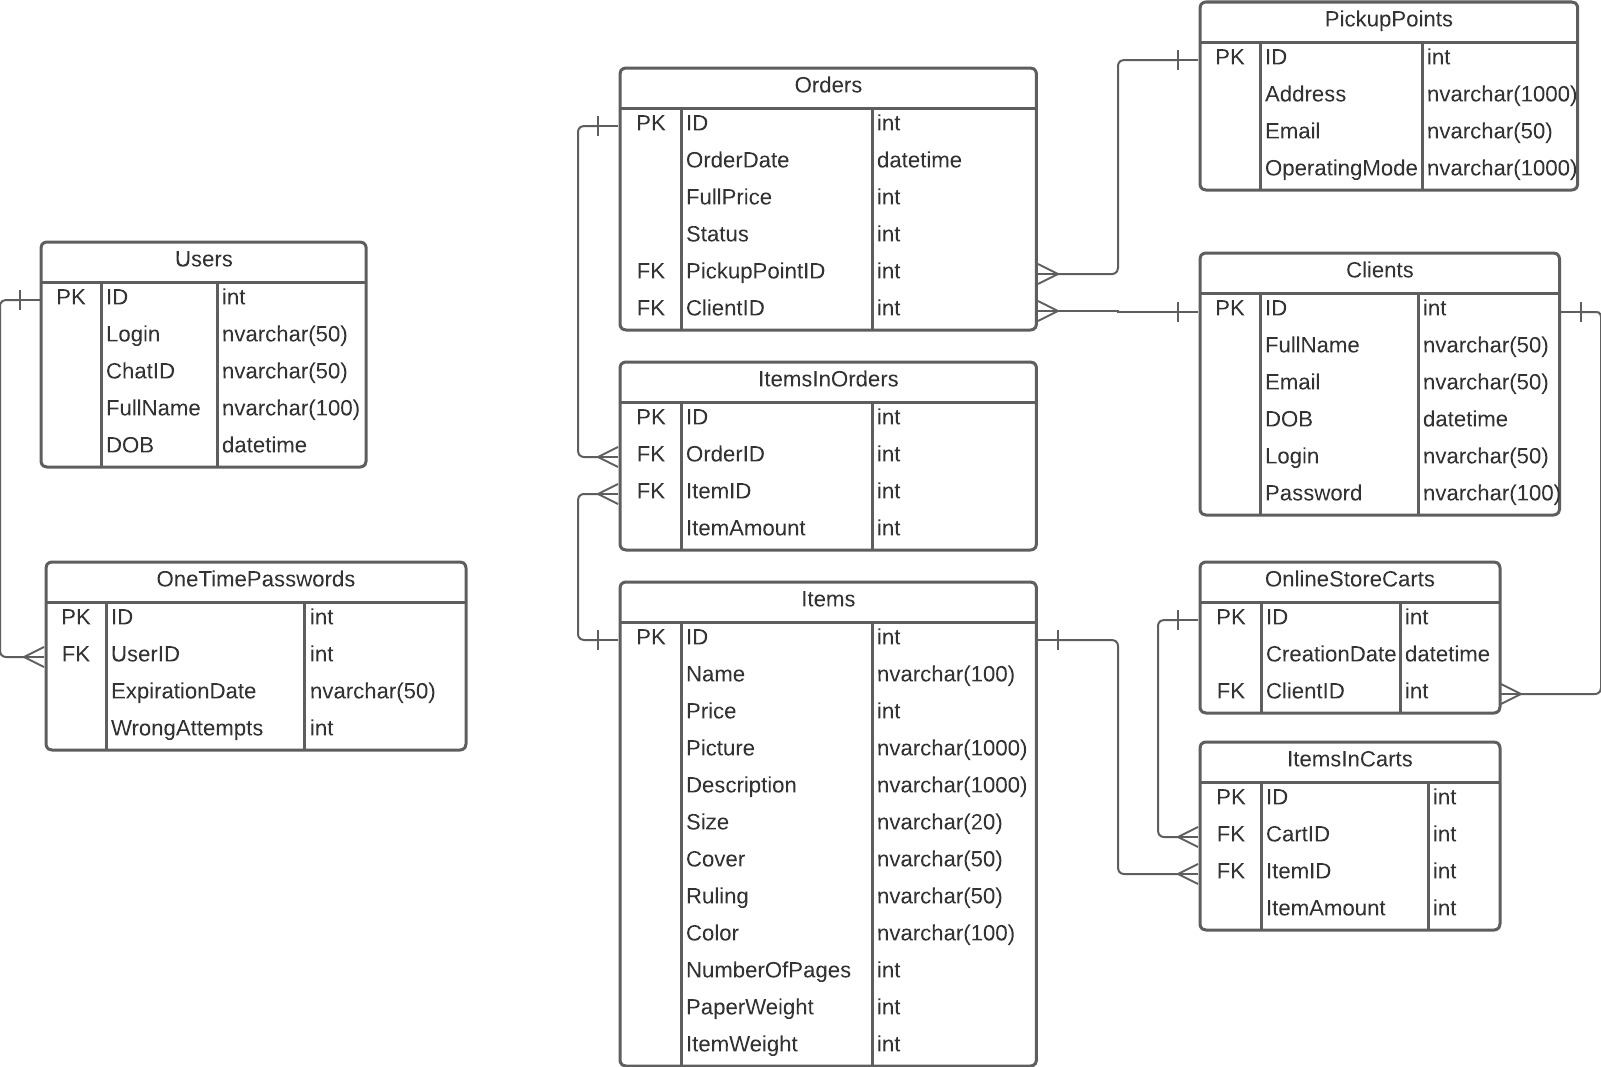 Users
PK ID int
Login nvarchar(50)
ChatID nvarchar(50)
FullName nvarchar(100)
DOB datetime
OneTimePasswords
PK ID int
FK UserID int
ExpirationDate nvarchar(50)
WrongAttempts int
Orders
PK ID int
OrderDate datetime
FullPrice int
Status int
FK PickupPointID int
FK ClientID int
ItemsInOrders
PK ID int
FK OrderID int
FK ItemID int
ItemAmount int
Items
PK ID int
Name nvarchar(100)
Price int
Picture nvarchar(1000)
Description nvarchar(1000)
Size nvarchar(20)
Cover nvarchar(50)
Ruling nvarchar(50)
Color nvarchar(100)
NumberOfPages int
PaperWeight int
ItemWeight int
PickupPoints
PK ID int
Address nvarchar(1000)
Email nvarchar(50)
OperatingMode nvarchar(1000)
Clients
PK ID int
FullName nvarchar(50)
Email nvarchar(50)
DOB datetime
Login nvarchar(50)
Password nvarchar(100)
OnlineStoreCarts
PK ID int
CreationDate datetime
FK ClientID int
ItemsInCarts
PK ID int
FK CartID int
FK ItemID int
ItemAmount int